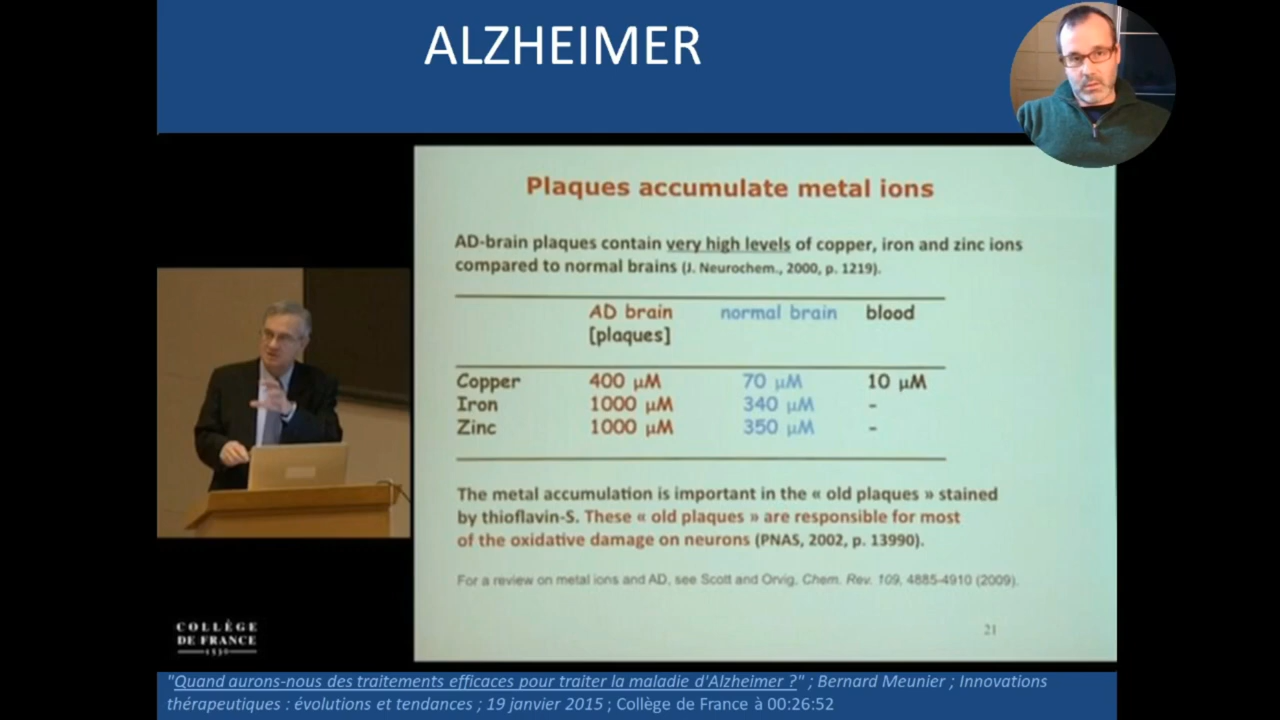 ALZHEIMER
Plaques accumulate metal ions
AD-brain plaques contain very high levels of copper, iron and zinc ions
compared to normal brains (J. Neurochem., 2000, p. 1219).
AD brain normal brain blood
[plaques]
Copper 400 µM 70 µM 10 µM
Iron 1000 µM 340 µM -
Zinc 1000 µM 350 µM -
The metal accumulation is important in the « old plaques » stained
by thioflavin-S. These « old plaques » are responsible for most
of the oxidative damage on neurons (PNAS, 2002, p. 13990).
For a review on metal ions and AD, see Scott and Orvig, Chem. Rev. 109, 4885-4910 (2009).
21
COLLÈGE
DE FRANCE
1530
"Quand aurons-nous des traitements efficaces pour traiter la maladie d'Alzheimer ?" ; Bernard Meunier ; Innovations
thérapeutiques : évolutions et tendances ; 19 janvier 2015 ; Collège de France à 00:26:52